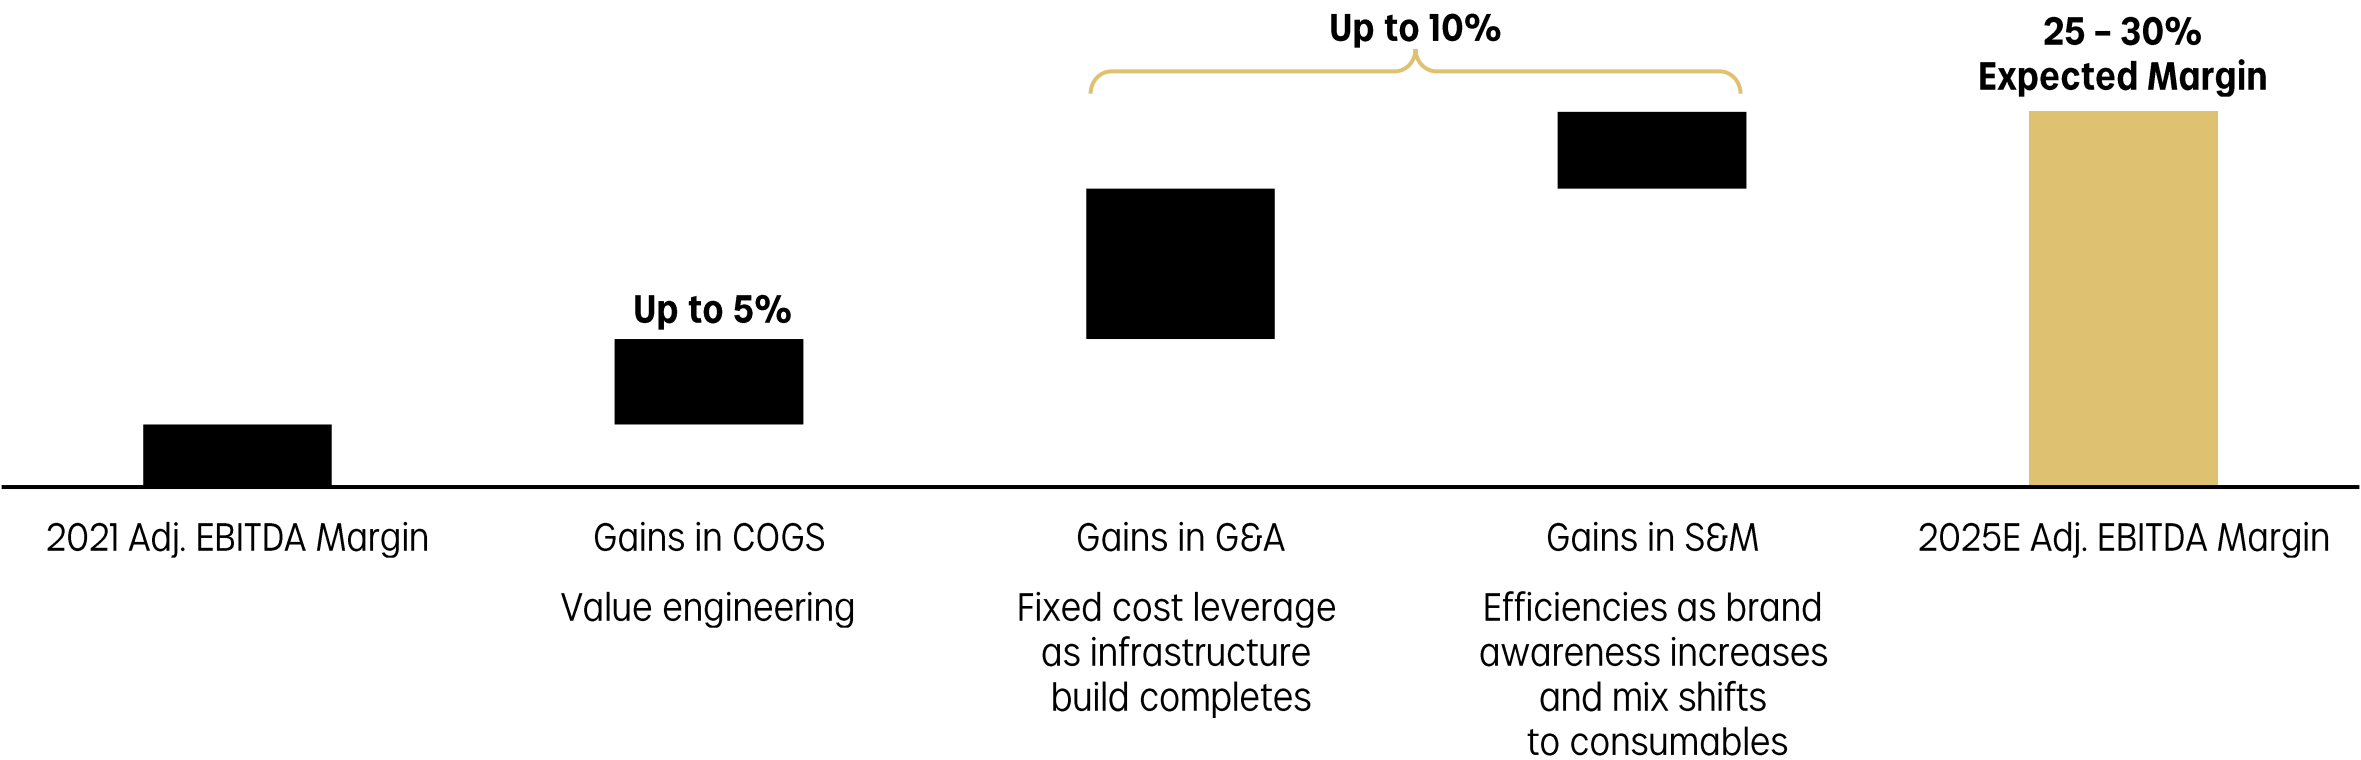 Up to 10%
25 – 30%
Expected Margin
Up to 5%
2021 Adj. EBITDA Margin
Gains in COGS
Value engineering
Gains in G&A
Fixed cost leverage
as infrastructure
build completes
Gains in S&M
Efficiencies as brand
awareness increases
and mix shifts
to consumables
2025E Adj. EBITDA Margin